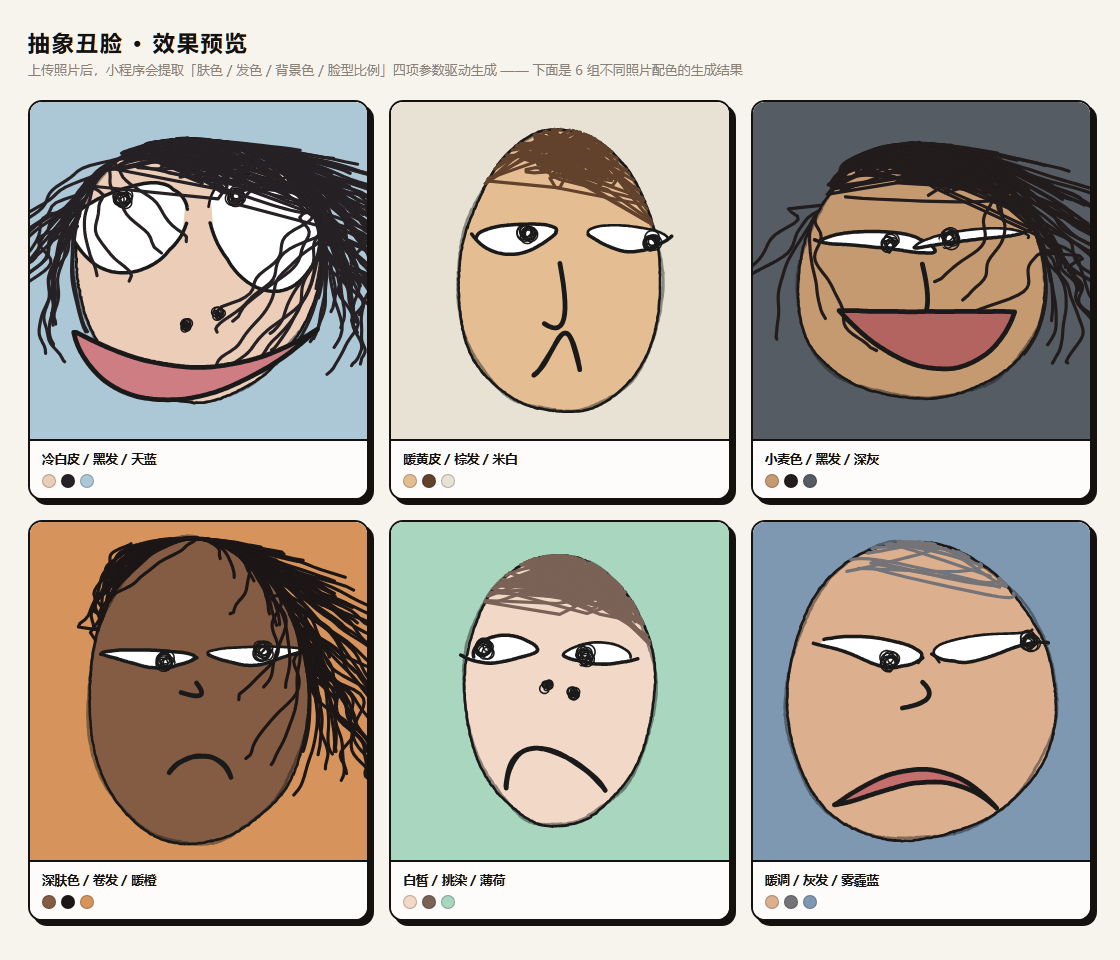 抽象丑脸 • 效果预览
上传照片后，小程序会提取「肤色 / 发色 / 背景色 / 脸型比例」四项参数驱动生成 —— 下面是 6 组不同照片配色的生成结果
冷白皮 / 黑发 / 天蓝
暖黄皮 / 棕发 / 米白
小麦色 / 黑发 / 深灰
深肤色 / 卷发 / 暖橙
白皙 / 挑染 / 薄荷
暖调 / 灰发 / 雾霾蓝